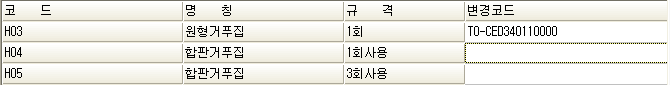 코 드 명 칭 규 격 변경코드
H03 원형거푸집 1회 TO-CED340110000
H04 합판거푸집 1회사용
H05 합판거푸집 3회사용